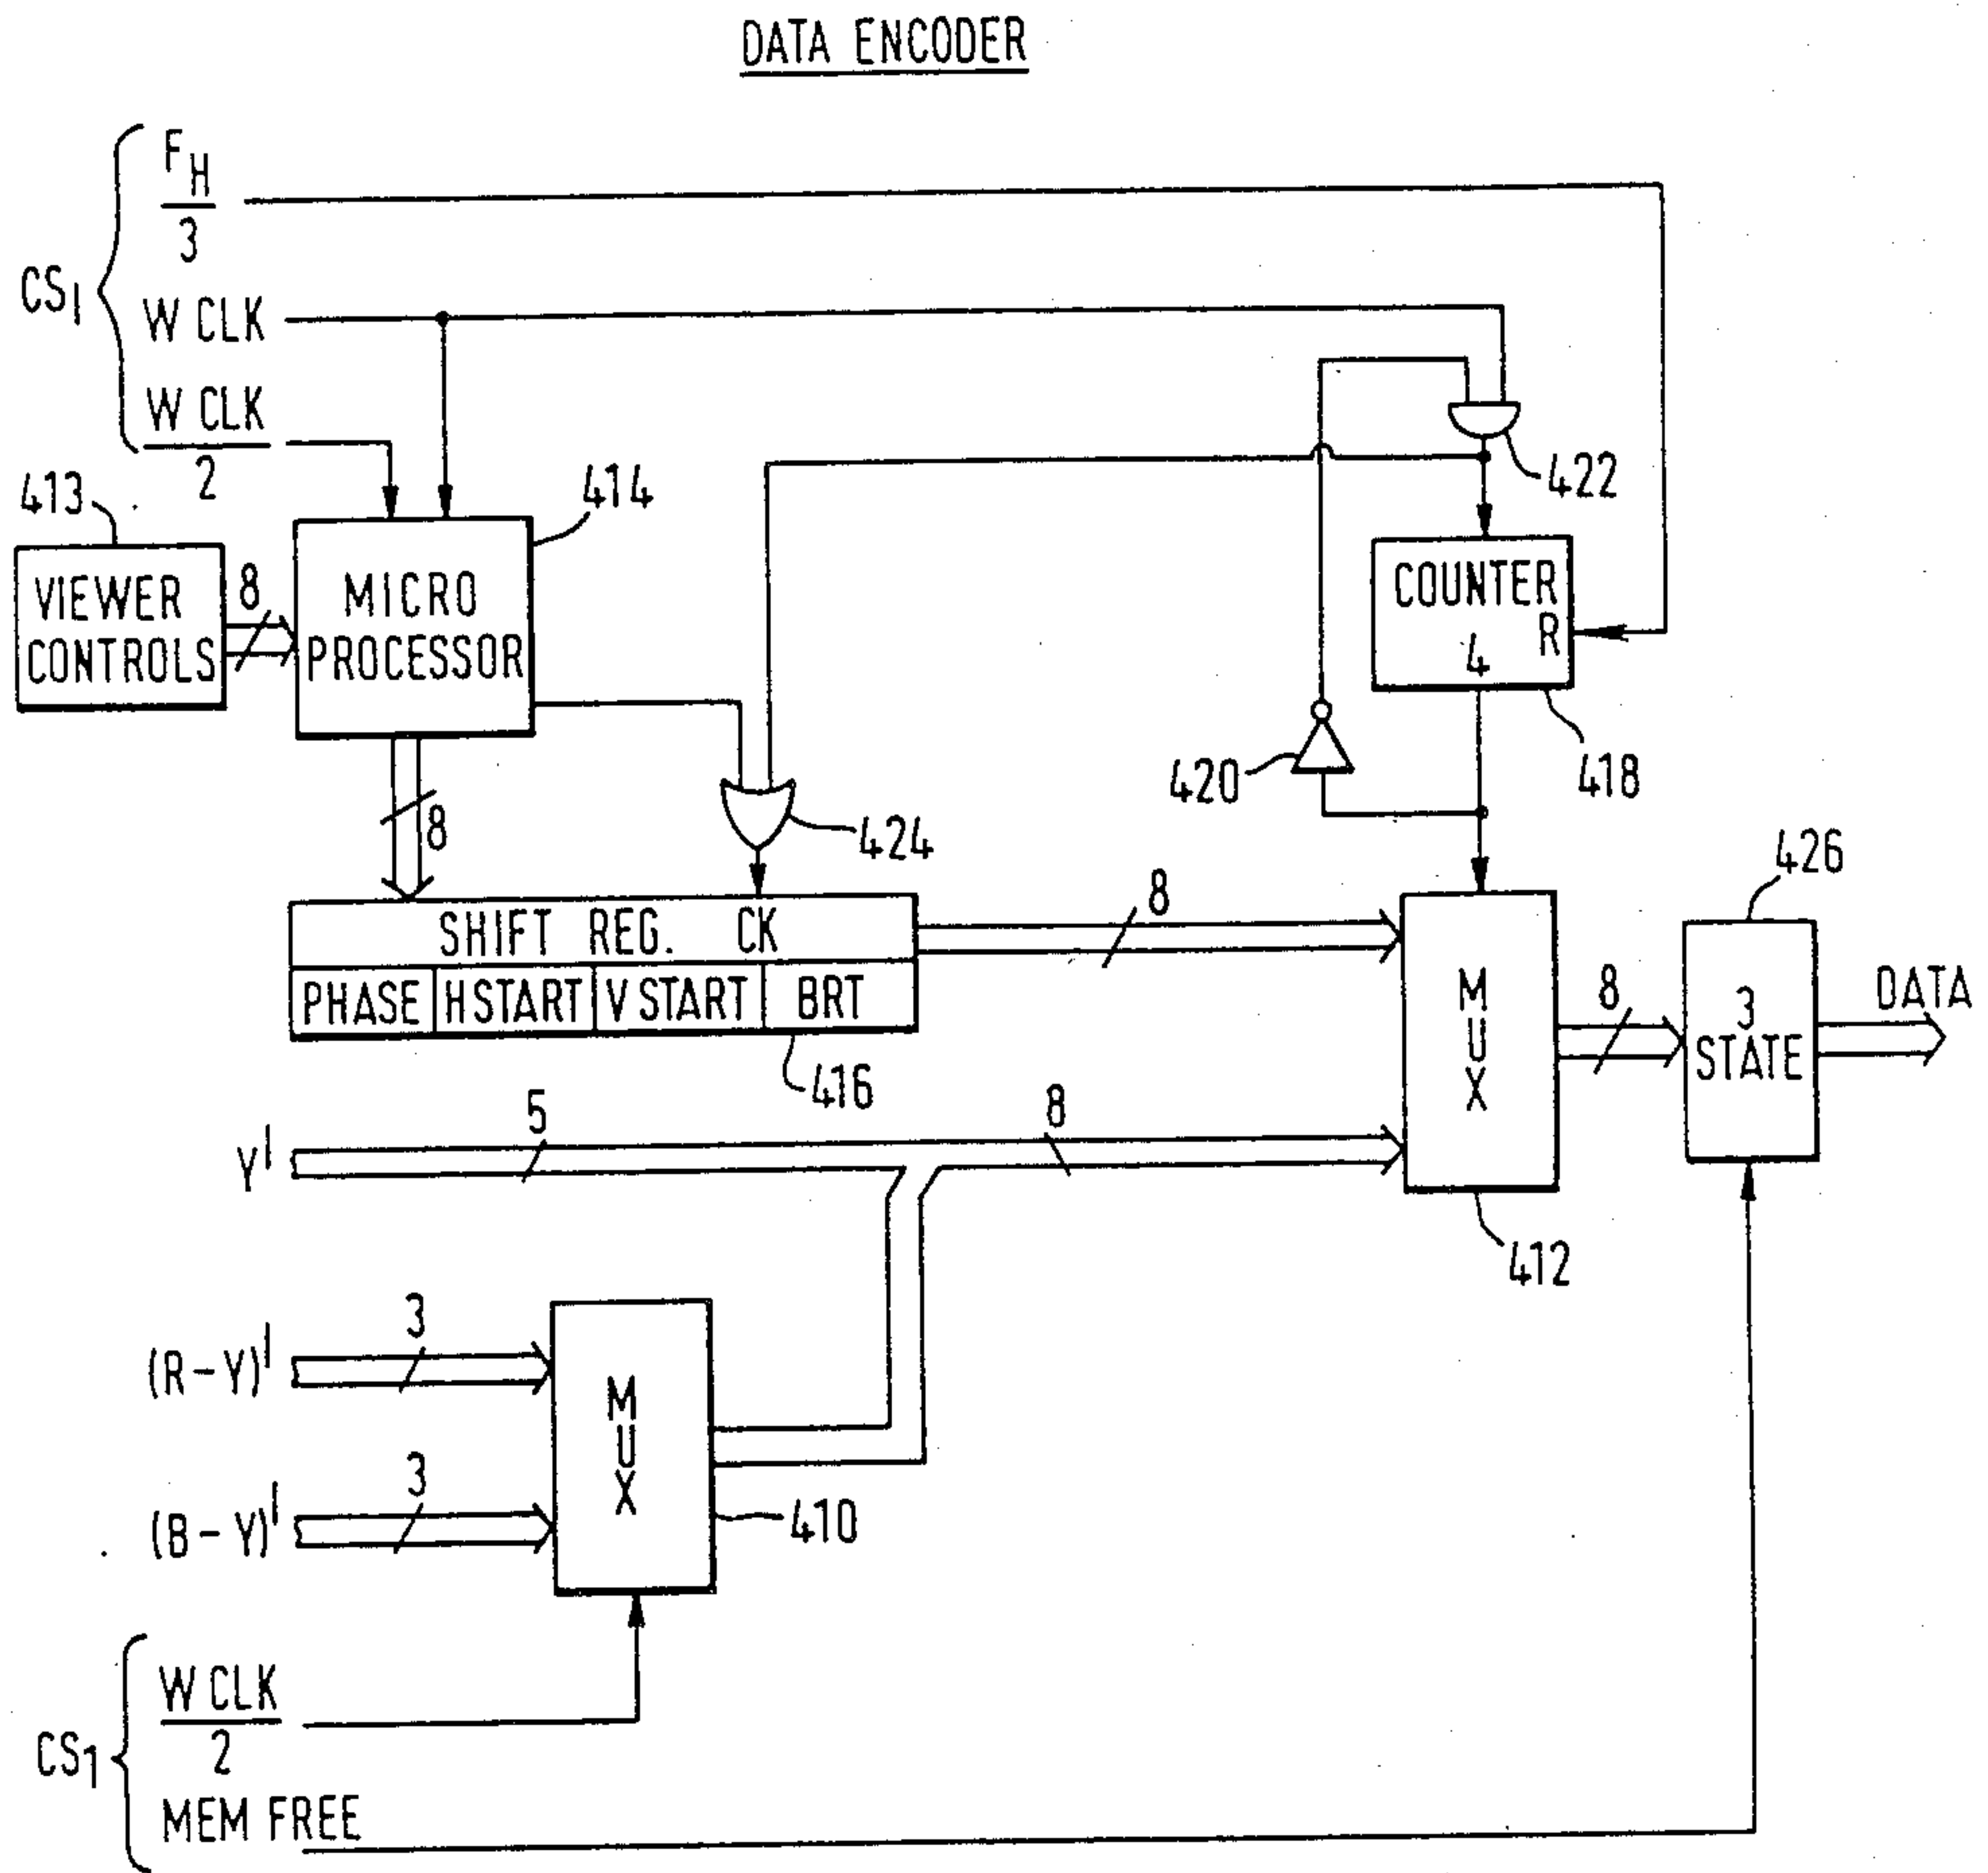 DATA ENCODER
F_H
3
CS1
W CLK
W CLK
2
413
414
422
VIEWER
CONTROLS
8
MICRO
PROCESSOR
COUNTER
R
4
418
420
8
424
426
SHIFT REG. CK
8
PHASE
H START
V START
BRT
416
MUX
8
3
STATE
DATA
Y'
5
8
412
(R-Y)'
3
MUX
(B-Y)'
3
410
CS1
W CLK
2
MEM FREE